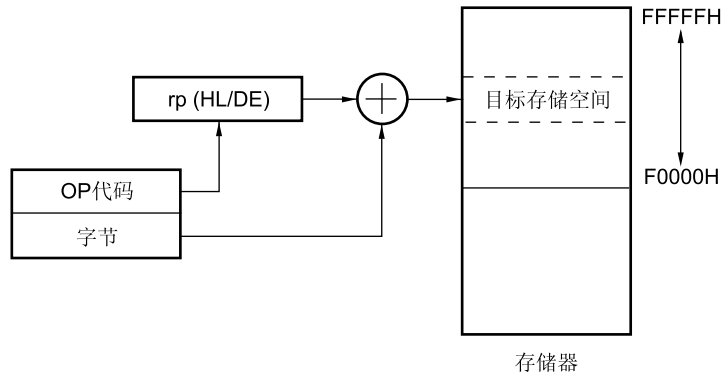 FFFFFH
rp (HL/DE)
目标存储空间
F0000H
OP代码
字节
存储器